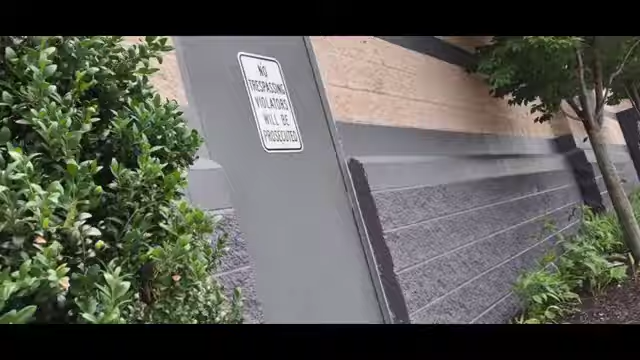 NO
TRESPASSING
VIOLATORS
WILL BE
PROSECUTED